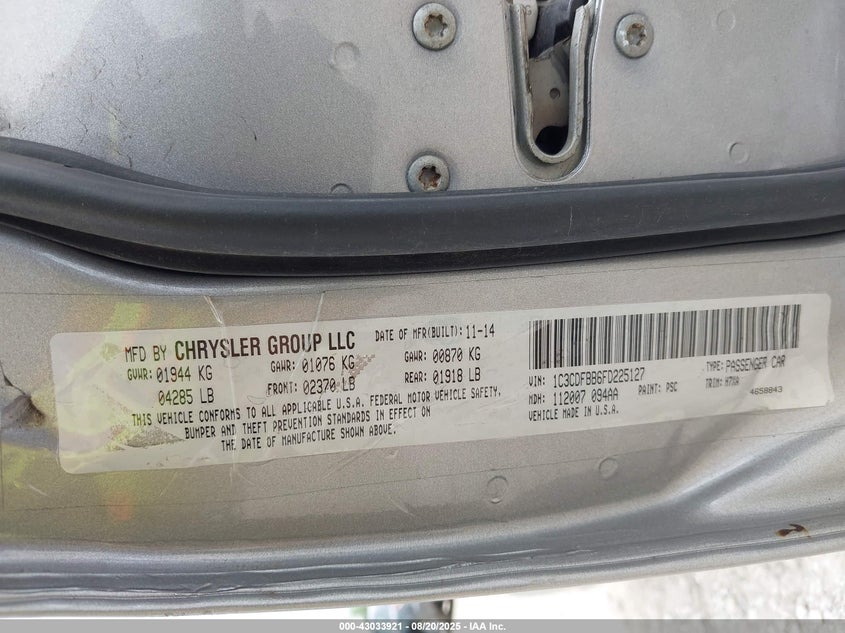 MFD BY CHRYSLER GROUP LLC DATE OF MFR(BUILT): 11-14
GVWR: 01944 KG GAWR: 01076 KG GAWR: 00870 KG
04285 LB FRONT: 02370 LB REAR: 01918 LB
THIS VEHICLE CONFORMS TO ALL APPLICABLE U.S.A. FEDERAL MOTOR VEHICLE SAFETY,
BUMPER AND THEFT PREVENTION STANDARDS IN EFFECT ON
THE DATE OF MANUFACTURE SHOWN ABOVE.
VIN: 1C3CDFBB6FD225127 TYPE: PASSENGER CAR
MDH: 112007 094AA PAINT: PSC TRIM: H7XA
VEHICLE MADE IN U.S.A. 4658843
000-43033921 - 08/20/2025 - IAA Inc.